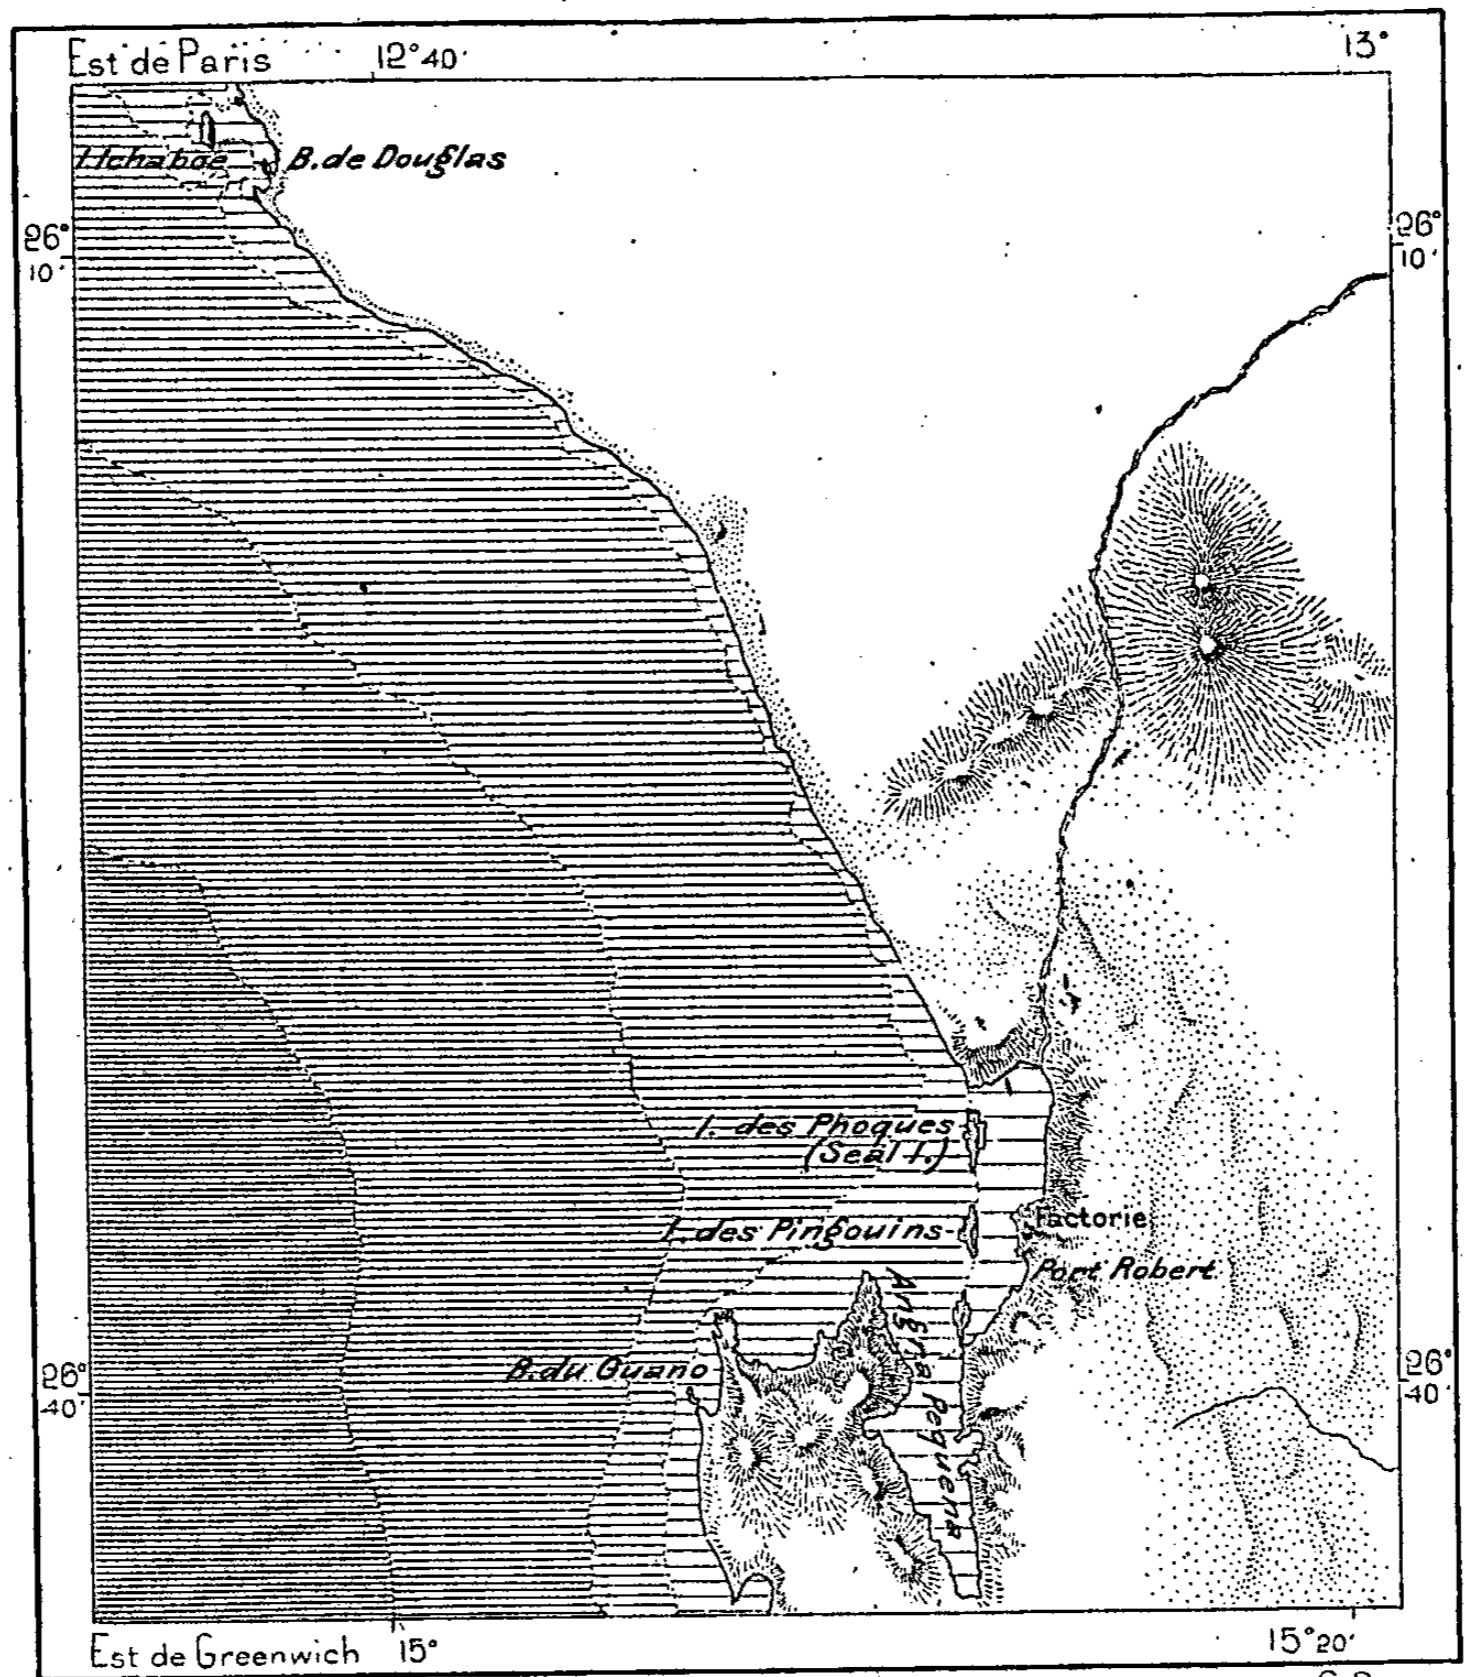 Est de Paris 12°40' 13°
Ichaboe B. de Douglas
26° 26°
10' 10'
I. des Phoques
(Seal I.)
I. des Pingouins
Factorie
Port Robert
Angra Pequena
B. du Guano
26° 26°
40' 40'
Est de Greenwich 15° 15°20'